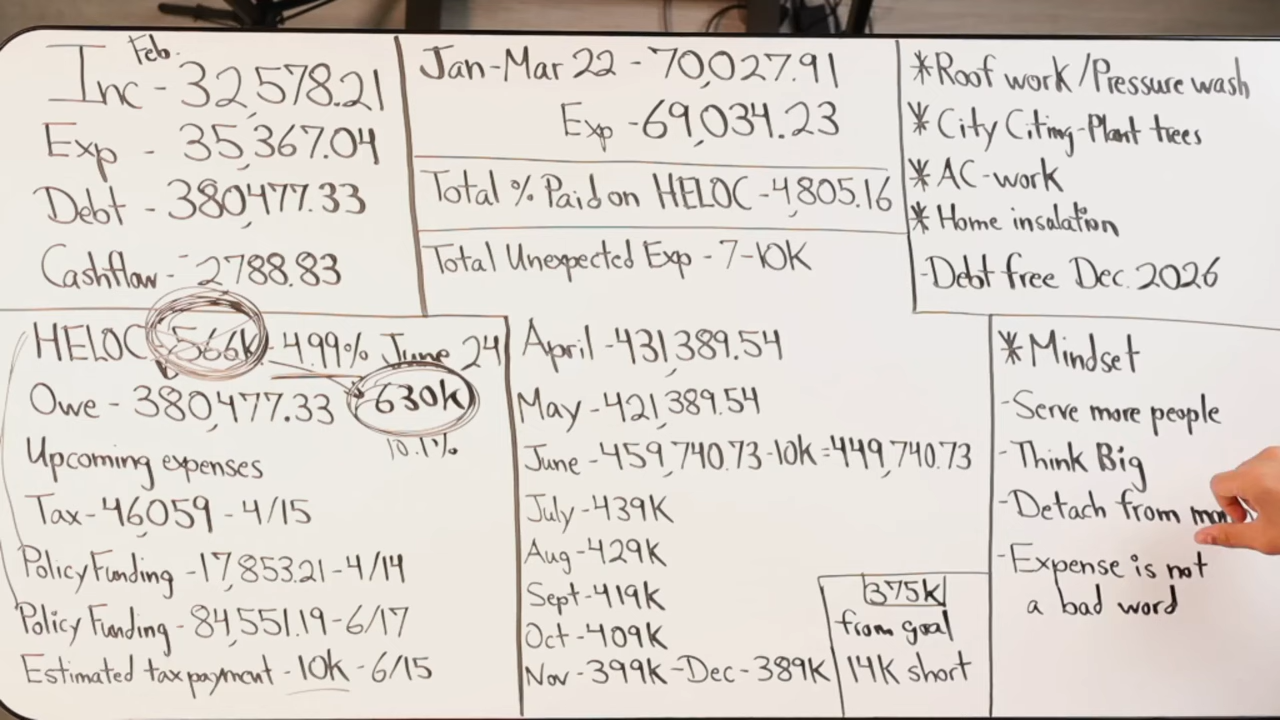 Feb.
Inc - 32,578.21
Exp - 35,367.04
Debt - 380,477.33
Cashflow - -2788.83
Jan-Mar 22 - 70,027.91
Exp - 69,034.23
Total % Paid on HELOC - 4,805.16
Total Unexpected Exp - 7-10K
*Roof work/Pressure wash
*City Citing-Plant trees
*AC-work
*Home insalation
-Debt free Dec. 2026
HELOC - 566K - 4.99% June 24
Owe - 380,477.33 630K
10.1%
Upcoming expenses
Tax - 46,059 - 4/15
Policy Funding - 17,853.21 - 4/14
Policy Funding - 84,551.19 - 6/17
Estimated tax payment - 10K - 6/15
April - 431,389.54
May - 421,389.54
June - 459,740.73 - 10K = 449,740.73
July - 439K
Aug - 429K
Sept - 419K
Oct - 409K
Nov - 399K - Dec - 389K
375K
from goal
14K short
*Mindset
-Serve more people
-Think Big
-Detach from
-Expense is not
a bad word